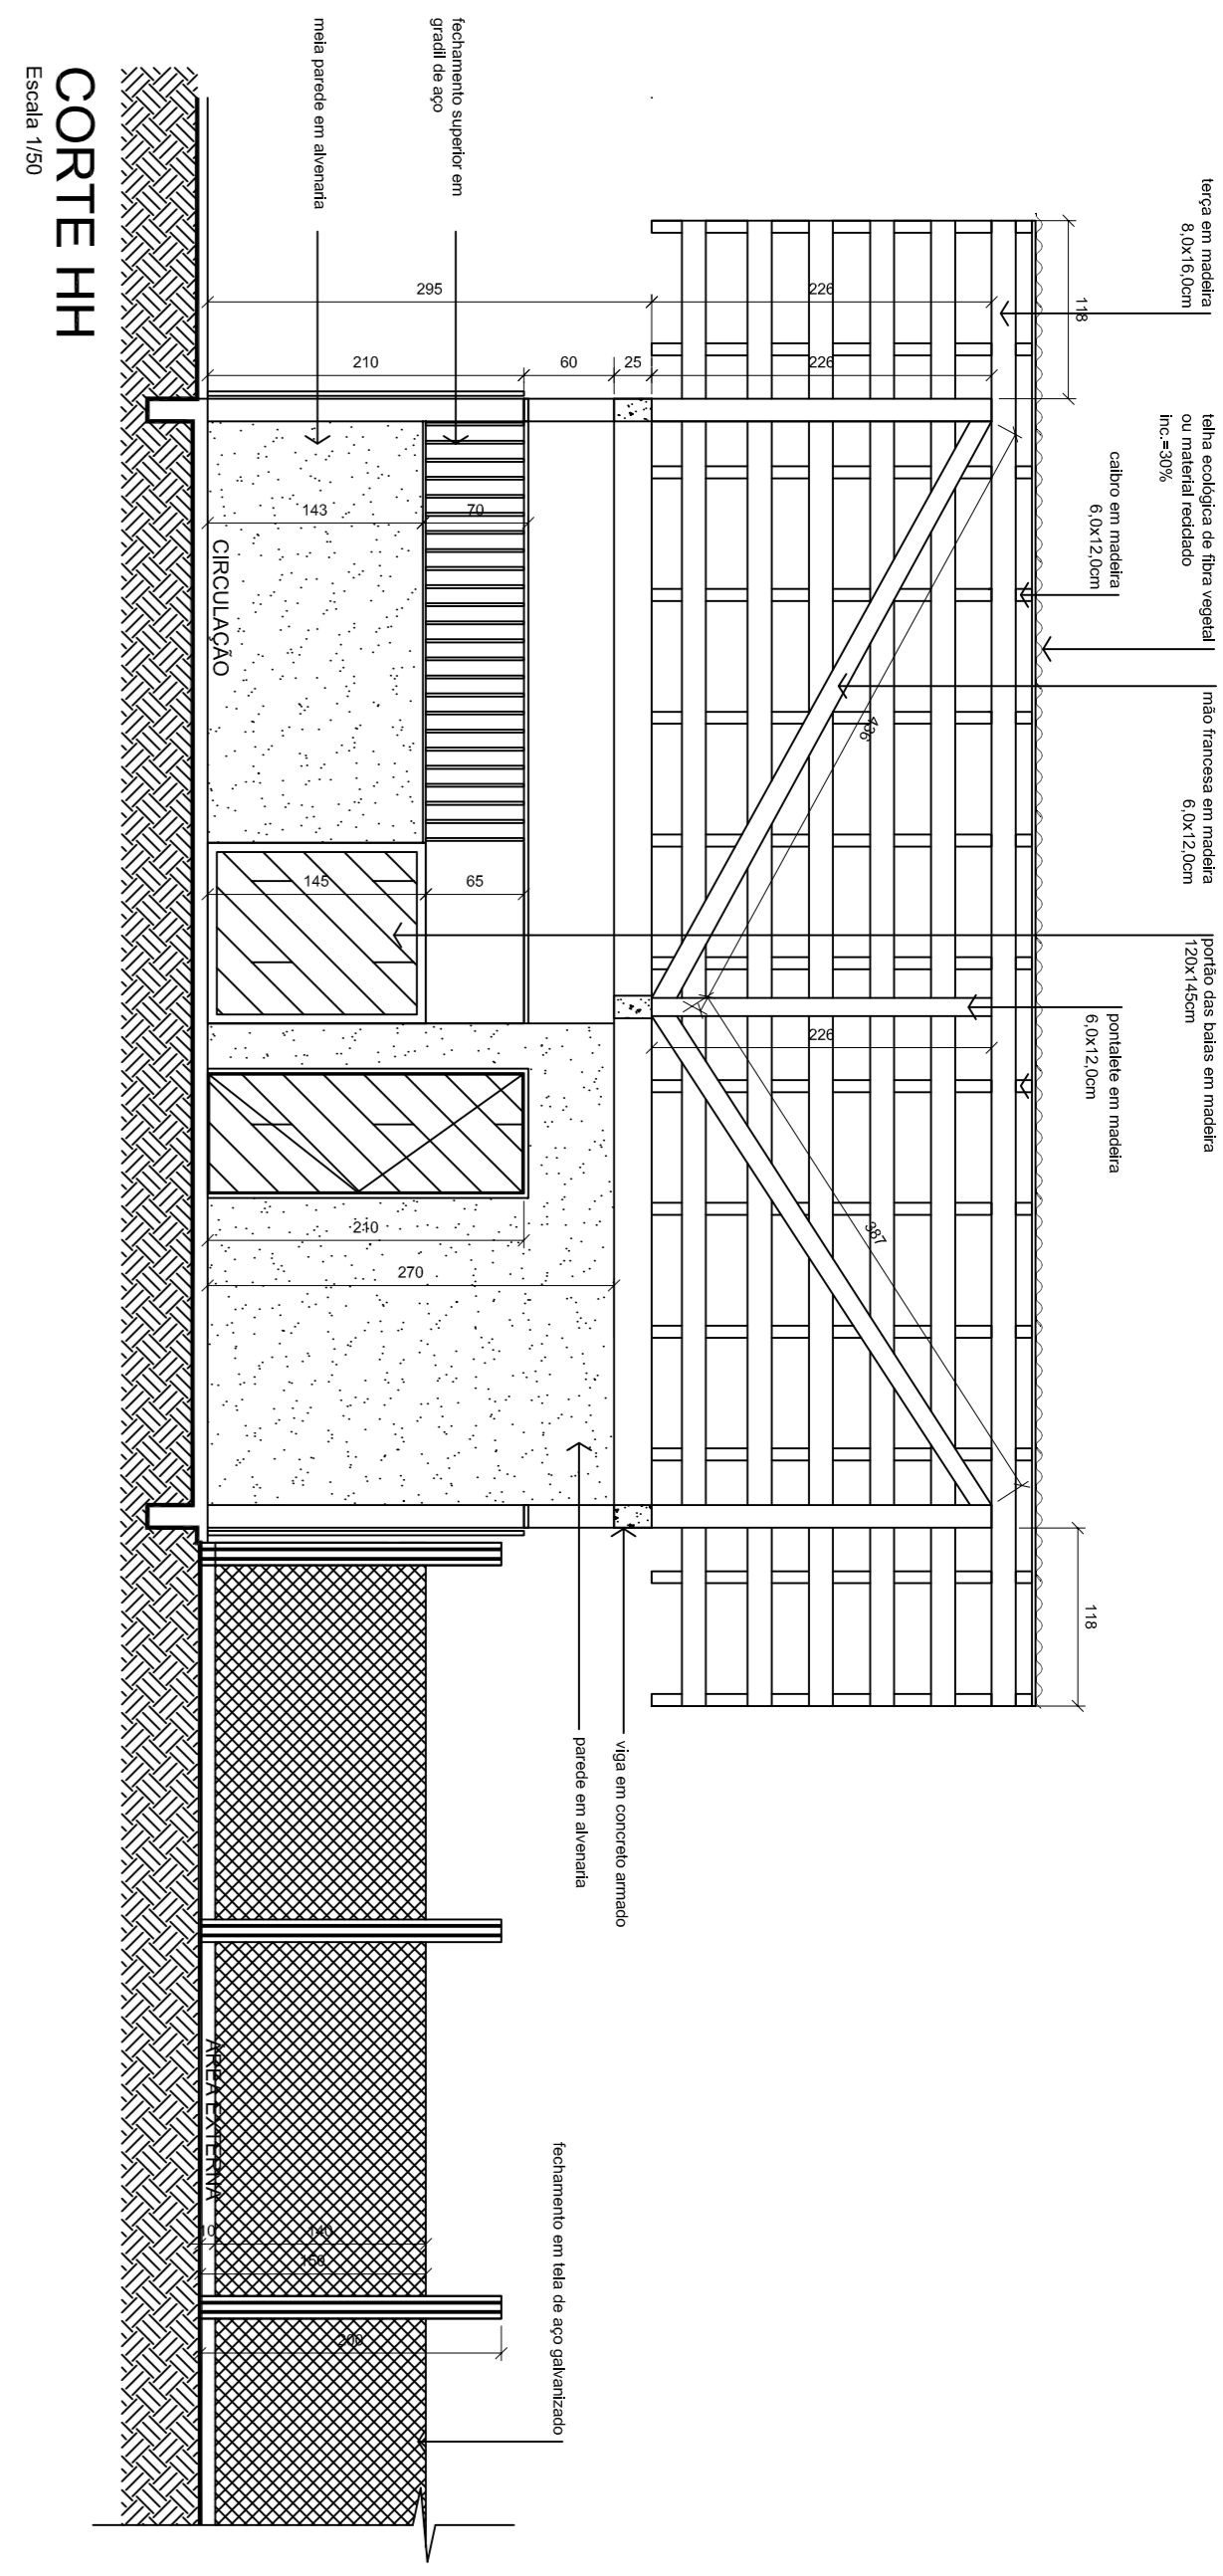 terça em madeira
8,0x16,0cm
telha ecológica de fibra vegetal
ou material reciclado
inc.=30%
caibro em madeira
6,0x12,0cm
mão francesa em madeira
6,0x12,0cm
portão das baias em madeira
120x145cm
pontalete em madeira
6,0x12,0cm
118
118
226
226
226
436
387
295
210
60
25
fechamento superior em
gradil de aço
meia parede em alvenaria
143
70
145
65
210
270
CIRCULAÇÃO
viga em concreto armado
parede em alvenaria
fechamento em tela de aço galvanizado
ÁREA EXTERNA
10
140
150
200
CORTE HH
Escala 1/50